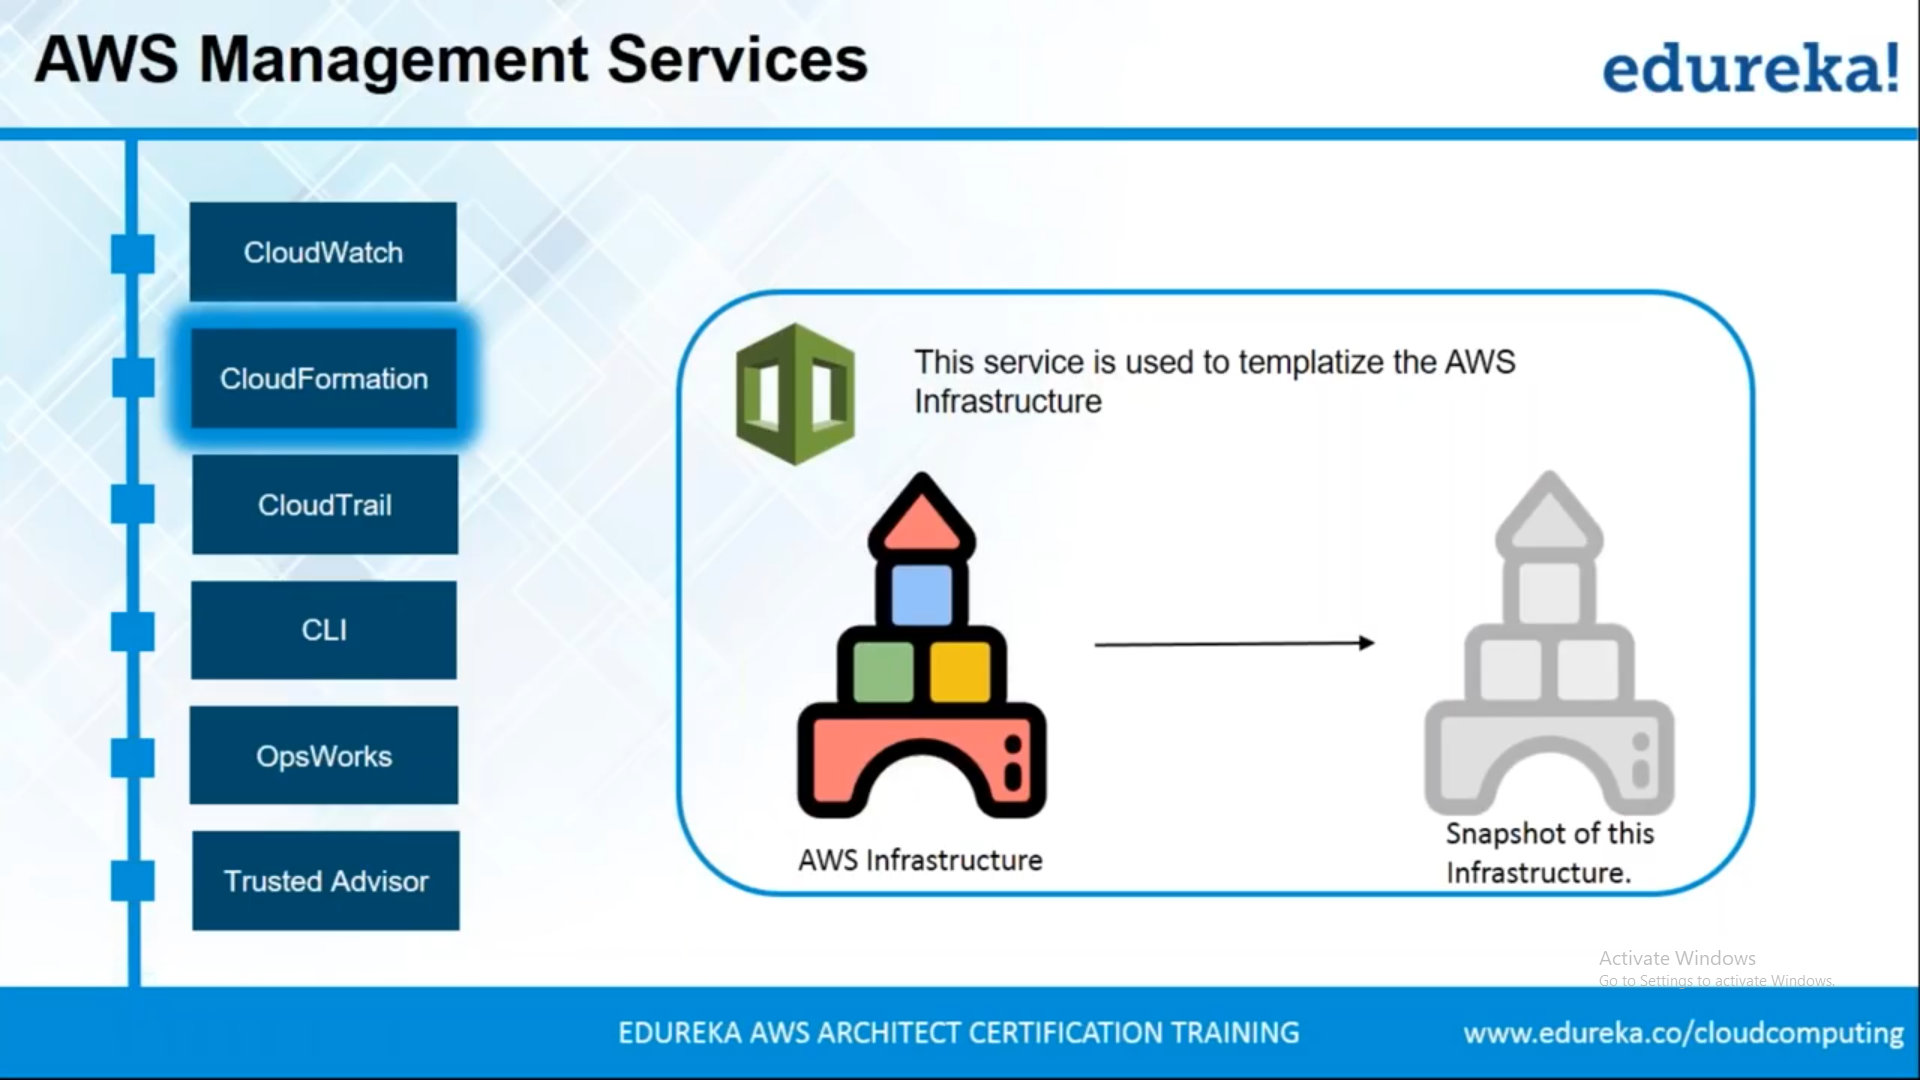 AWS Management Services
edureka!
CloudWatch
CloudFormation
CloudTrail
CLI
OpsWorks
Trusted Advisor
This service is used to templatize the AWS
Infrastructure
AWS Infrastructure
Snapshot of this
Infrastructure.
Activate Windows
Go to Settings to activate Windows.
EDUREKA AWS ARCHITECT CERTIFICATION TRAINING
www.edureka.co/cloudcomputing